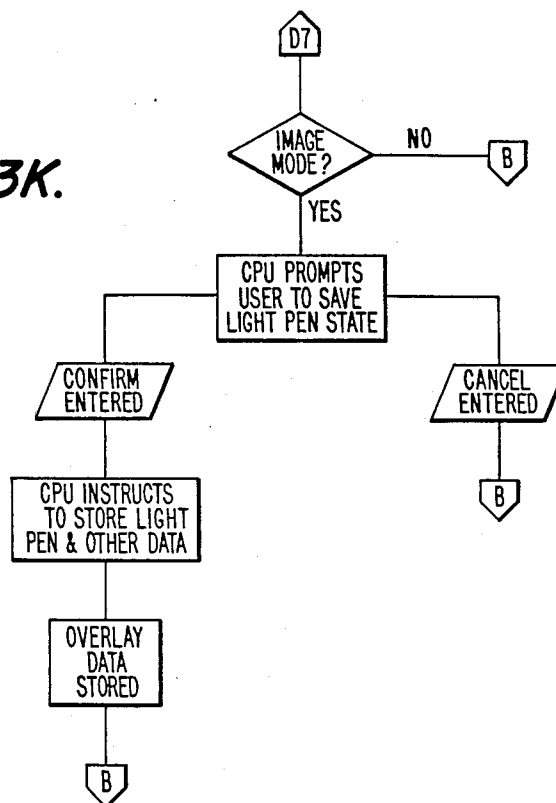 D7
3K.
IMAGE
MODE?
NO
B
YES
CPU PROMPTS
USER TO SAVE
LIGHT PEN STATE
CONFIRM
ENTERED
CANCEL
ENTERED
CPU INSTRUCTS
TO STORE LIGHT
PEN & OTHER DATA
B
OVERLAY
DATA
STORED
B